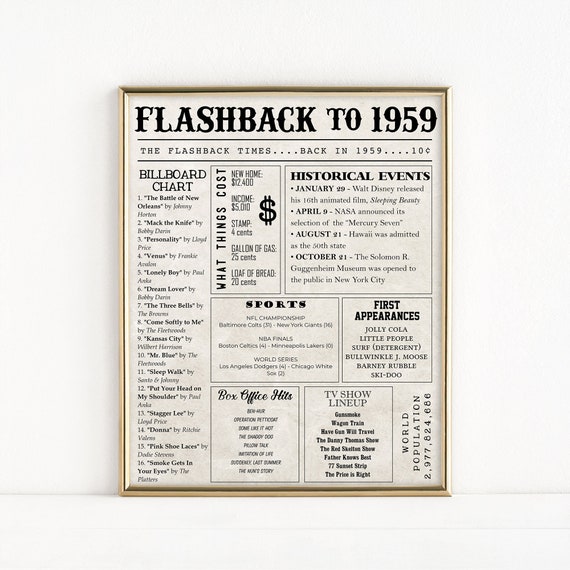 FLASHBACK TO 1959
THE FLASHBACK TIMES....BACK IN 1959....10¢
BILLBOARD
CHART
1. "The Battle of New
Orleans" by Johnny
Horton
2. "Mack the Knife" by
Bobby Darin
3. "Personality" by Lloyd
Price
4. "Venus" by Frankie
Avalon
5. "Lonely Boy" by Paul
Anka
6. "Dream Lover" by
Bobby Darin
7. "The Three Bells" by
The Browns
8. "Come Softly to Me"
by The Fleetwoods
9. "Kansas City" by
Wilbert Harrison
10. "Mr. Blue" by The
Fleetwoods
11. "Sleep Walk" by
Santo & Johnny
12. "Put Your Head on
My Shoulder" by Paul
Anka
13. "Stagger Lee" by
Lloyd Price
14. "Donna" by Ritchie
Valens
15. "Pink Shoe Laces" by
Dodie Stevens
16. "Smoke Gets In
Your Eyes" by The
Platters
WHAT THINGS COST
NEW HOME:
$12,400
INCOME:
$5,010
STAMP:
4 cents
GALLON OF GAS:
25 cents
LOAF OF BREAD:
20 cents
$
HISTORICAL EVENTS
• JANUARY 29 - Walt Disney released
his 16th animated film, Sleeping Beauty
• APRIL 9 - NASA announced its
selection of the "Mercury Seven"
• AUGUST 21 - Hawaii was admitted
as the 50th state
• OCTOBER 21 - The Solomon R.
Guggenheim Museum was opened to
the public in New York City
SPORTS
NFL CHAMPIONSHIP
Baltimore Colts (31) - New York Giants (16)
NBA FINALS
Boston Celtics (4) - Minneapolis Lakers (0)
WORLD SERIES
Los Angeles Dodgers (4) - Chicago White
Sox (2)
FIRST
APPEARANCES
JOLLY COLA
LITTLE PEOPLE
SURF (DETERGENT)
BULLWINKLE J. MOOSE
BARNEY RUBBLE
SKI-DOO
Box Office Hits
BEN-HUR
OPERATION PETTICOAT
SOME LIKE IT HOT
THE SHAGGY DOG
PILLOW TALK
IMITATION OF LIFE
SUDDENLY, LAST SUMMER
THE NUN'S STORY
TV SHOW
LINEUP
Gunsmoke
Wagon Train
Have Gun Will Travel
The Danny Thomas Show
The Red Skelton Show
Father Knows Best
77 Sunset Strip
The Price is Right
WORLD
POPULATION
2,977,824,686